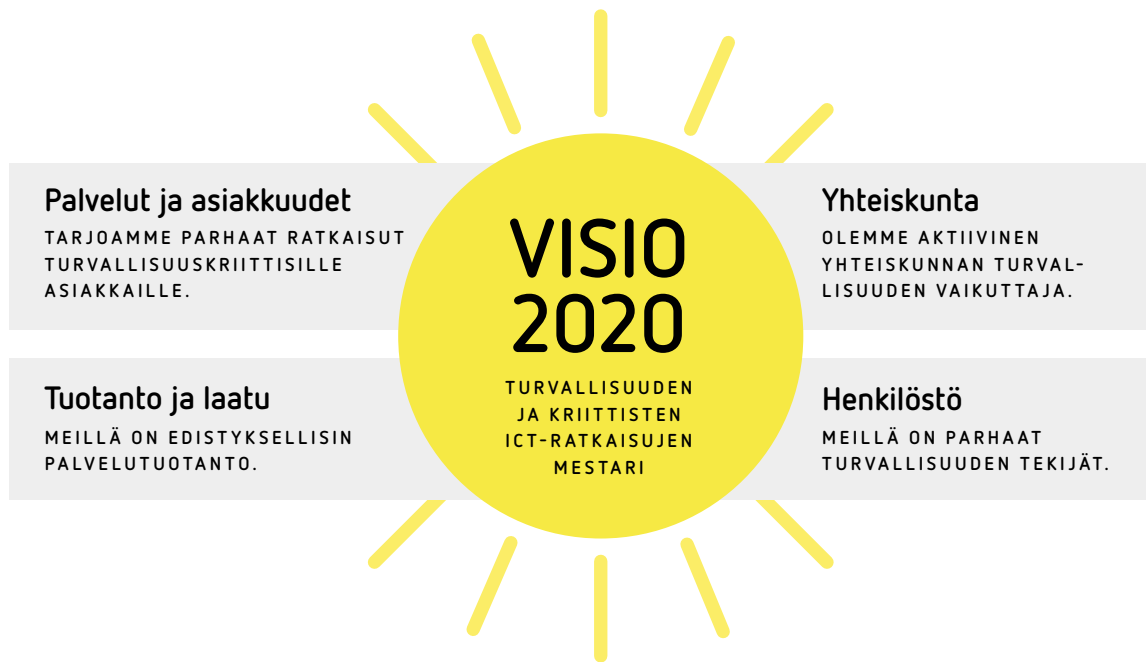 Palvelut ja asiakkuudet
TARJOAMME PARHAAT RATKAISUT
TURVALLISUUSKRIITTISILLE
ASIAKKAILLE.
Tuotanto ja laatu
MEILLÄ ON EDISTYKSELLISIN
PALVELUTUOTANTO.
VISIO
2020
TURVALLISUUDEN
JA KRIITTISTEN
ICT-RATKAISUJEN
MESTARI
Yhteiskunta
OLEMME AKTIIVINEN
YHTEISKUNNAN TURVAL-
LISUUDEN VAIKUTTAJA.
Henkilöstö
MEILLÄ ON PARHAAT
TURVALLISUUDEN TEKIJÄT.